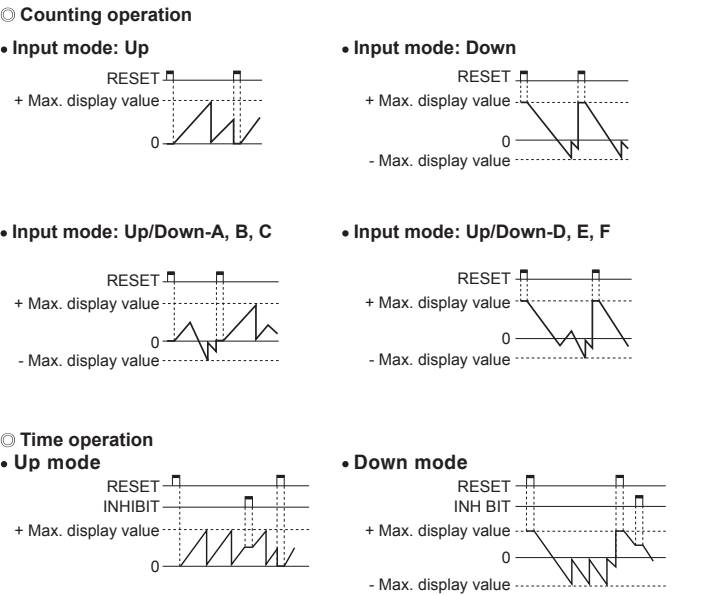 ◎ Counting operation
• Input mode: Up
RESET
+ Max. display value
0
• Input mode: Down
RESET
+ Max. display value
0
- Max. display value
• Input mode: Up/Down-A, B, C
RESET
+ Max. display value
0
- Max. display value
• Input mode: Up/Down-D, E, F
RESET
+ Max. display value
0
- Max. display value
◎ Time operation
• Up mode
RESET
INHIBIT
+ Max. display value
0
• Down mode
RESET
INH BIT
+ Max. display value
0
- Max. display value